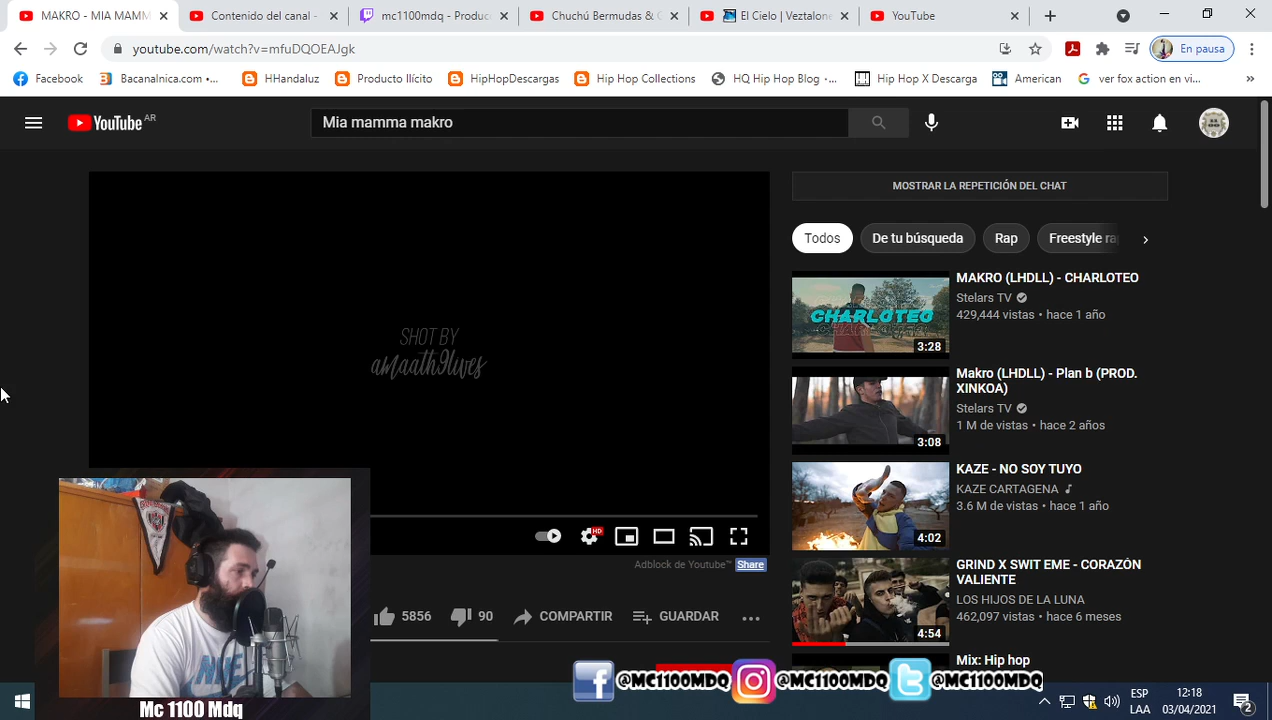 MAKRO - MIA MAMM
Contenido del canal -
mc1100mdq - Produc
Chuchú Bermudas &
El Cielo | Veztalone
YouTube
youtube.com/watch?v=mfuDQOEAJgk
En pausa
Facebook
Bacanalnica.com •...
HHandaluz
Producto Ilícito
HipHopDescargas
Hip Hop Collections
HQ Hip Hop Blog -...
Hip Hop X Descarga
American
ver fox action en vi...
»
YouTube AR
Mia mamma makro
MOSTRAR LA REPETICIÓN DEL CHAT
Todos
De tu búsqueda
Rap
Freestyle ra
SHOT BY
amaath9lives
CHARLOTEO
3:28
MAKRO (LHDLL) - CHARLOTEO
Stelars TV
429,444 vistas • hace 1 año
3:08
Makro (LHDLL) - Plan b (PROD.
XINKOA)
Stelars TV
1 M de vistas • hace 2 años
4:02
KAZE - NO SOY TUYO
KAZE CARTAGENA
3.6 M de vistas • hace 1 año
4:54
GRIND X SWIT EME - CORAZÓN
VALIENTE
LOS HIJOS DE LA LUNA
462,097 vistas • hace 6 meses
Mix: Hip hop
HD
Adblock de Youtube™ Share
5856
90
COMPARTIR
GUARDAR
@MC1100MDQ
@MC1100MDQ
@MC1100MDQ
Mc 1100 Mdq
ESP
LAA
12:18
03/04/2021
2